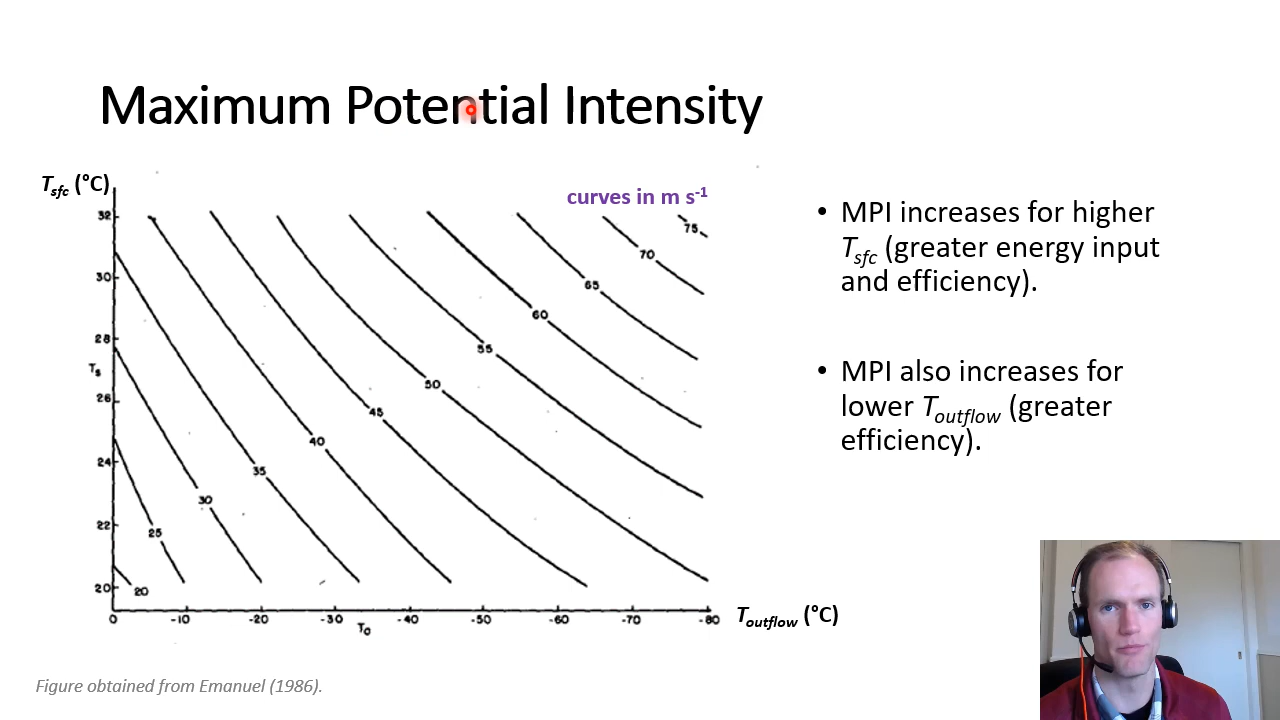 Maximum Potential Intensity
Tsfc (°C)
curves in m s-1
32
30
28
Ts
26
24
22
20
75
70
65
60
55
50
45
40
35
30
25
20
0 -10 -20 -30 -40 -50 -60 -70 -80
To
Toutflow (°C)
• MPI increases for higher
Tsfc (greater energy input
and efficiency).
• MPI also increases for
lower Toutflow (greater
efficiency).
Figure obtained from Emanuel (1986).